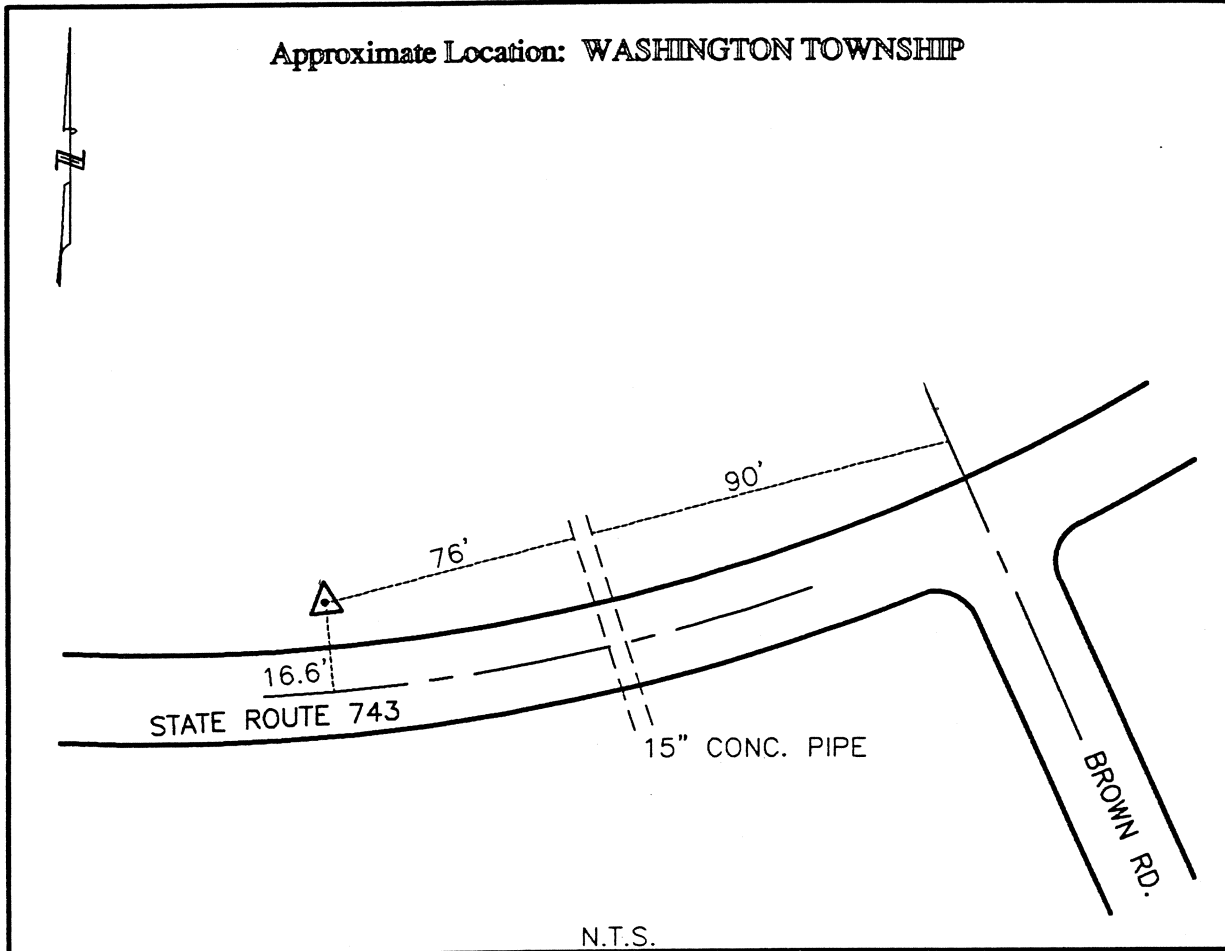 Approximate Location: WASHINGTON TOWNSHIP
N
90'
76'
16.6'
STATE ROUTE 743
15" CONC. PIPE
BROWN RD.
N.T.S.